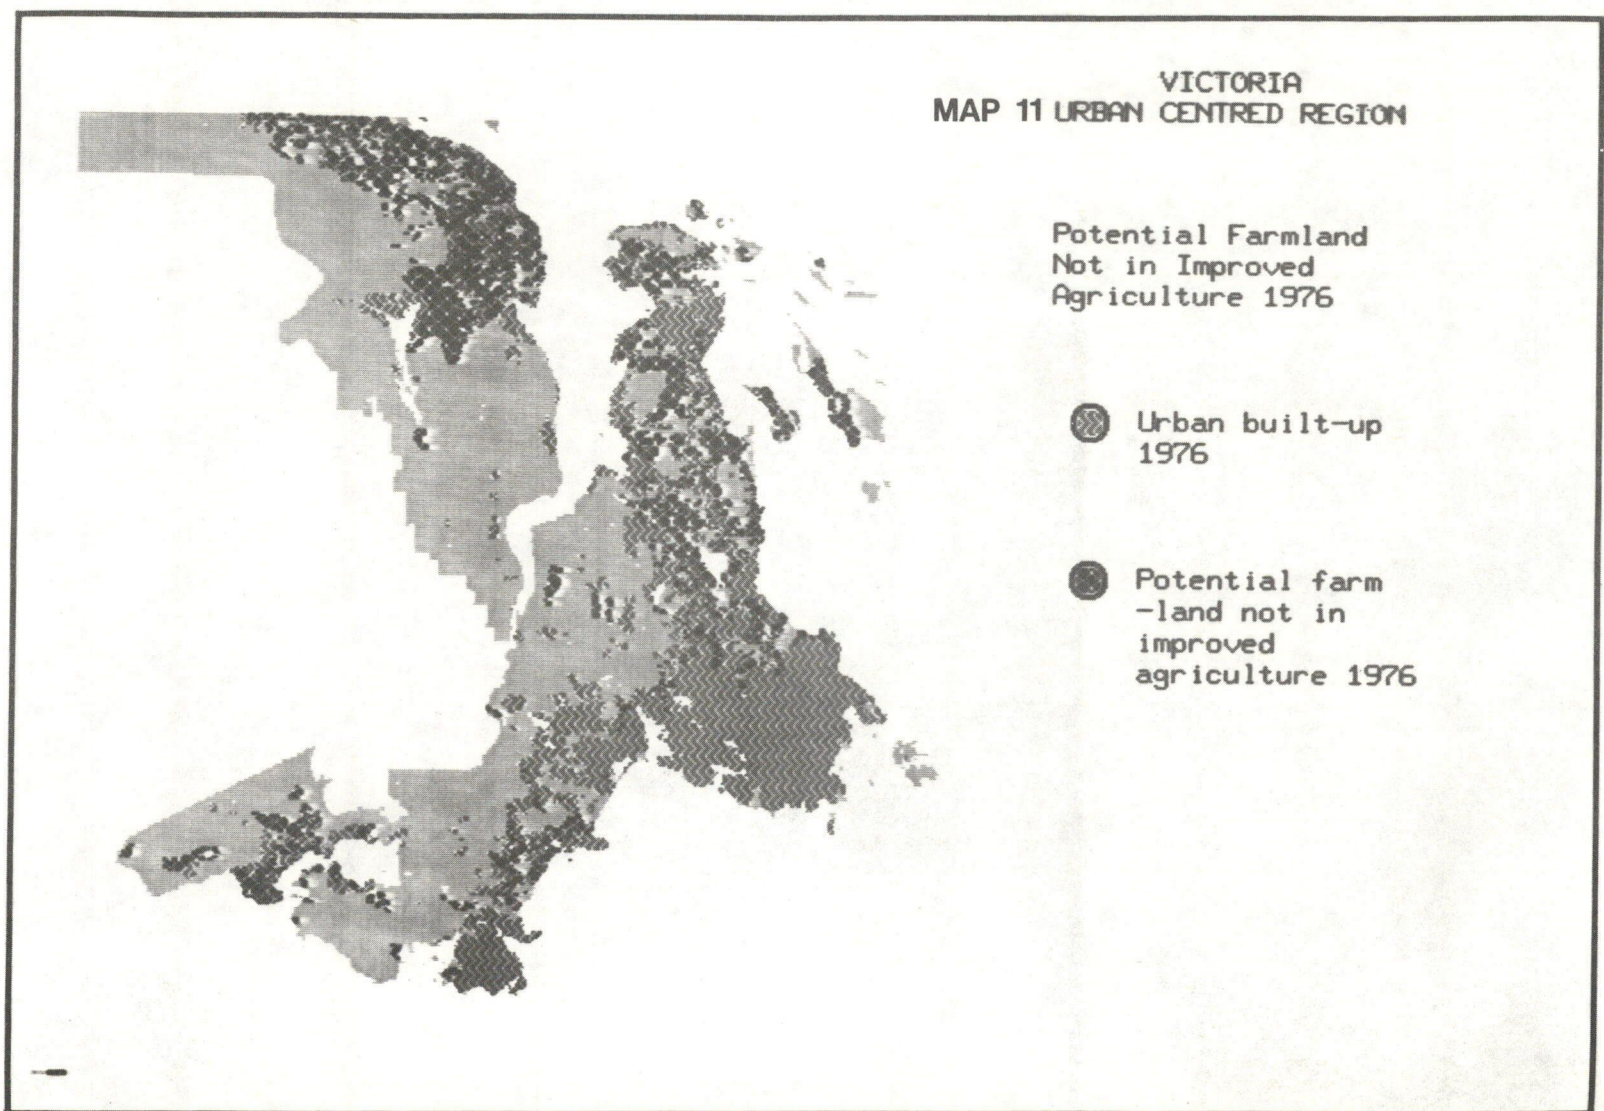 VICTORIA
MAP 11 URBAN CENTRED REGION
Potential Farmland
Not in Improved
Agriculture 1976
Urban built-up
1976
Potential farm
-land not in
improved
agriculture 1976